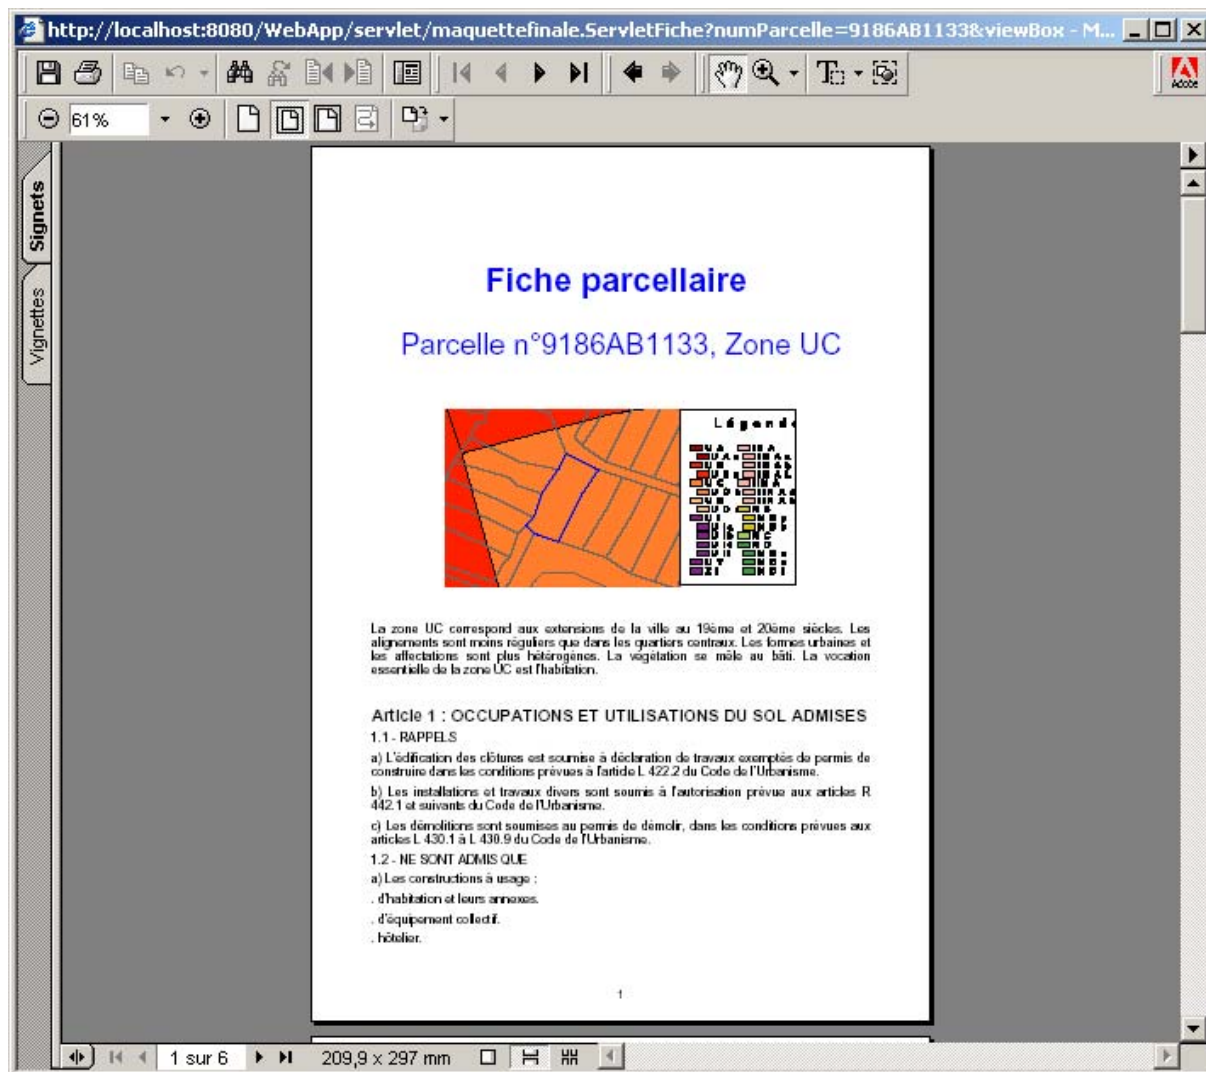 http://localhost:8080/WebApp/servlet/maquettefinale.ServletFiche?numParcelle=9186AB1133&viewBox - M...
Adobe
61%
Signets
Vignettes
Fiche parcellaire
Parcelle n°9186AB1133, Zone UC
Légende
La zone UC correspond aux extensions de la ville au 19ème et 20ème siècles. Les
alignements sont moins réguliers que dans les quartiers centraux. Les formes urbaines et
les affectations sont plus hétérogènes. La végétation se mêle au bâti. La vocation
essentielle de la zone UC est l'habitation.
Article 1 : OCCUPATIONS ET UTILISATIONS DU SOL ADMISES
1.1 - RAPPELS
a) L'édification des clôtures est soumise à déclaration de travaux exemptés de permis de
construire dans les conditions prévues à l'article L 422.2 du Code de l'Urbanisme.
b) Les installations et travaux divers sont soumis à l'autorisation prévue aux articles R
442.1 et suivants du Code de l'Urbanisme.
c) Les démolitions sont soumises au permis de démolir, dans les conditions prévues aux
articles L 430.1 à L 430.9 du Code de l'Urbanisme.
1.2 - NE SONT ADMIS QUE
a) Les constructions à usage :
. d'habitation et leurs annexes.
. d'équipement collectif.
. hôtelier.
1
1 sur 6
209,9 x 297 mm